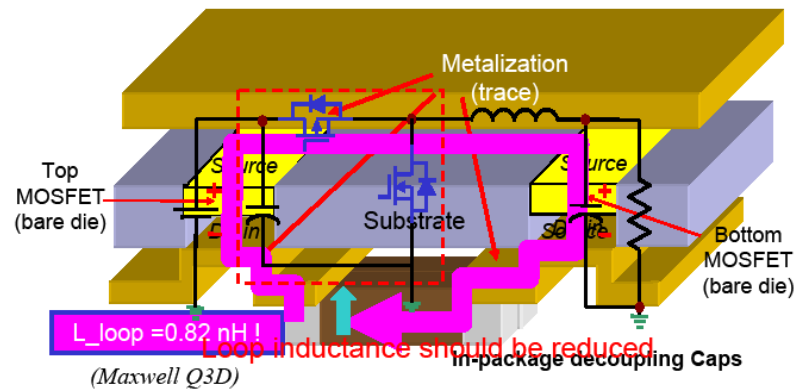 Metalization
(trace)
Top
MOSFET
(bare die)
Source
+
-
Drain
Substrate
Source
+
-
Drain
Source
Bottom
MOSFET
(bare die)
L_loop =0.82 nH !
Loop inductance should be reduced
In-package decoupling Caps
(Maxwell Q3D)